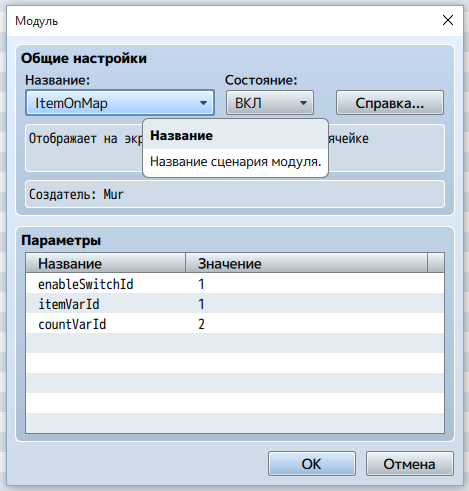 Модуль
Общие настройки
Название:
Состояние:
ItemOnMap
ВКЛ
Справка...
Отображает на экр
ячейке
Название
Название сценария модуля.
Создатель: Mur
Параметры
Название Значение
enableSwitchId 1
itemVarId 1
countVarId 2
OK
Отмена